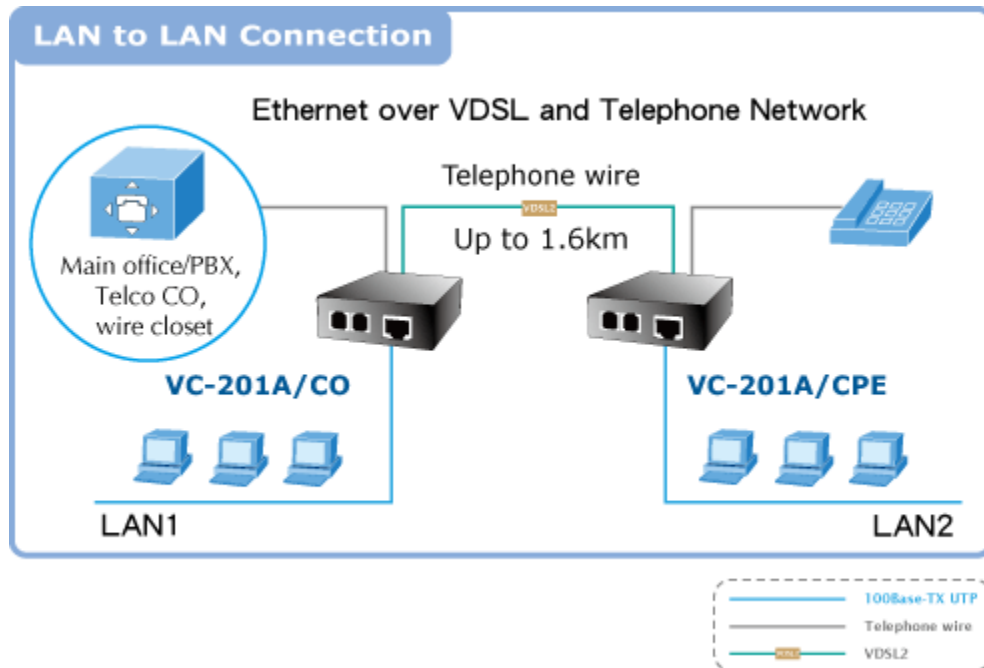 LAN to LAN Connection
Ethernet over VDSL and Telephone Network
Telephone wire
VDSL2
Up to 1.6km
Main office/PBX,
Telco CO,
wire closet
VC-201A/CO
VC-201A/CPE
LAN1
LAN2
100Base-TX UTP
Telephone wire
VDSL2
VDSL2